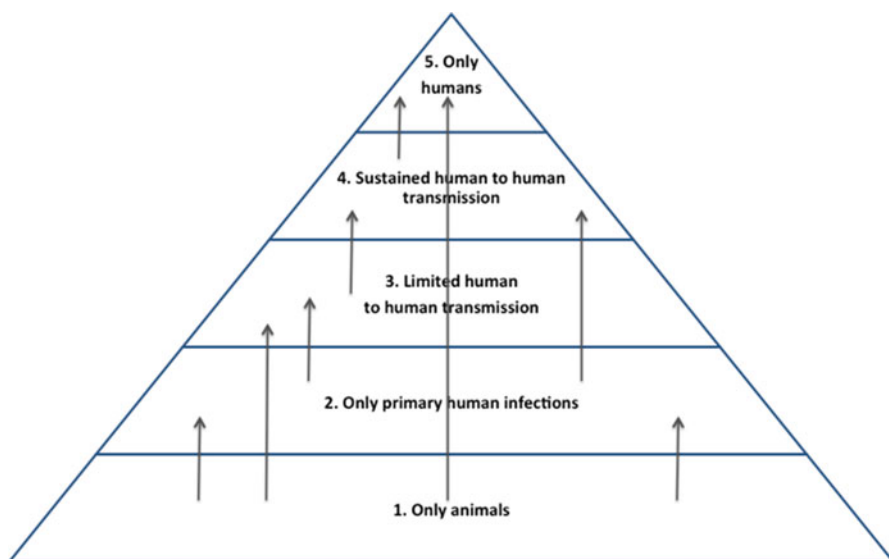 5. Only
humans
4. Sustained human to human
transmission
3. Limited human
to human transmission
2. Only primary human infections
1. Only animals